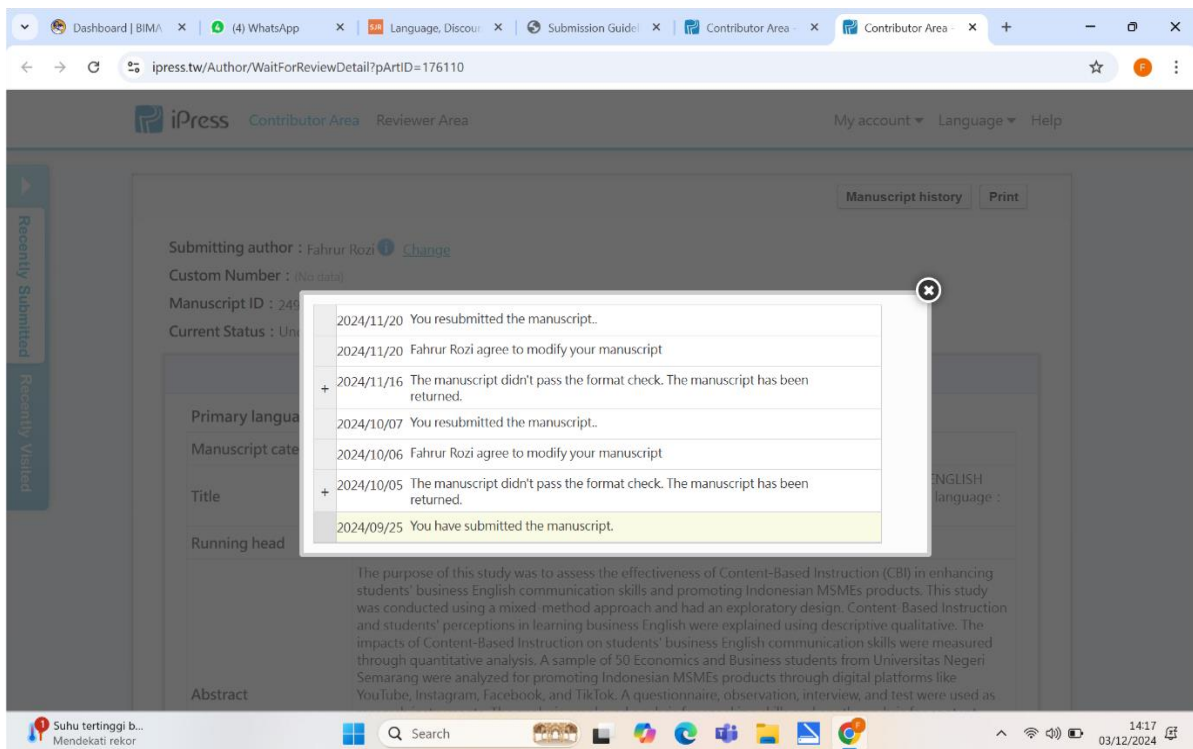 Dashboard | BIMA
(4) WhatsApp
SJR Language, Discour
Submission Guidel
Contributor Area -
Contributor Area -
ipress.tw/Author/WaitForReviewDetail?pArtID=176110
F
iPress Contributor Area Reviewer Area
My account Language Help
Manuscript history Print
Recently Submitted
Recently Visited
Submitting author : Fahrur Rozi Change
Custom Number : (No data)
Manuscript ID : 249
Current Status : Un
2024/11/20 You resubmitted the manuscript..
2024/11/20 Fahrur Rozi agree to modify your manuscript
+ 2024/11/16 The manuscript didn't pass the format check. The manuscript has been
returned.
2024/10/07 You resubmitted the manuscript..
2024/10/06 Fahrur Rozi agree to modify your manuscript
+ 2024/10/05 The manuscript didn't pass the format check. The manuscript has been
returned.
2024/09/25 You have submitted the manuscript.
Primary langua
Manuscript cate
Title
ENGLISH
language :
Running head
Abstract
The purpose of this study was to assess the effectiveness of Content-Based Instruction (CBI) in enhancing
students' business English communication skills and promoting Indonesian MSMEs products. This study
was conducted using a mixed-method approach and had an exploratory design. Content-Based Instruction
and students' perceptions in learning business English were explained using descriptive qualitative. The
impacts of Content-Based Instruction on students' business English communication skills were measured
through quantitative analysis. A sample of 50 Economics and Business students from Universitas Negeri
Semarang were analyzed for promoting Indonesian MSMEs products through digital platforms like
YouTube, Instagram, Facebook, and TikTok. A questionnaire, observation, interview, and test were used as
1
Suhu tertinggi b...
Mendekati rekor
Search
14:17
03/12/2024